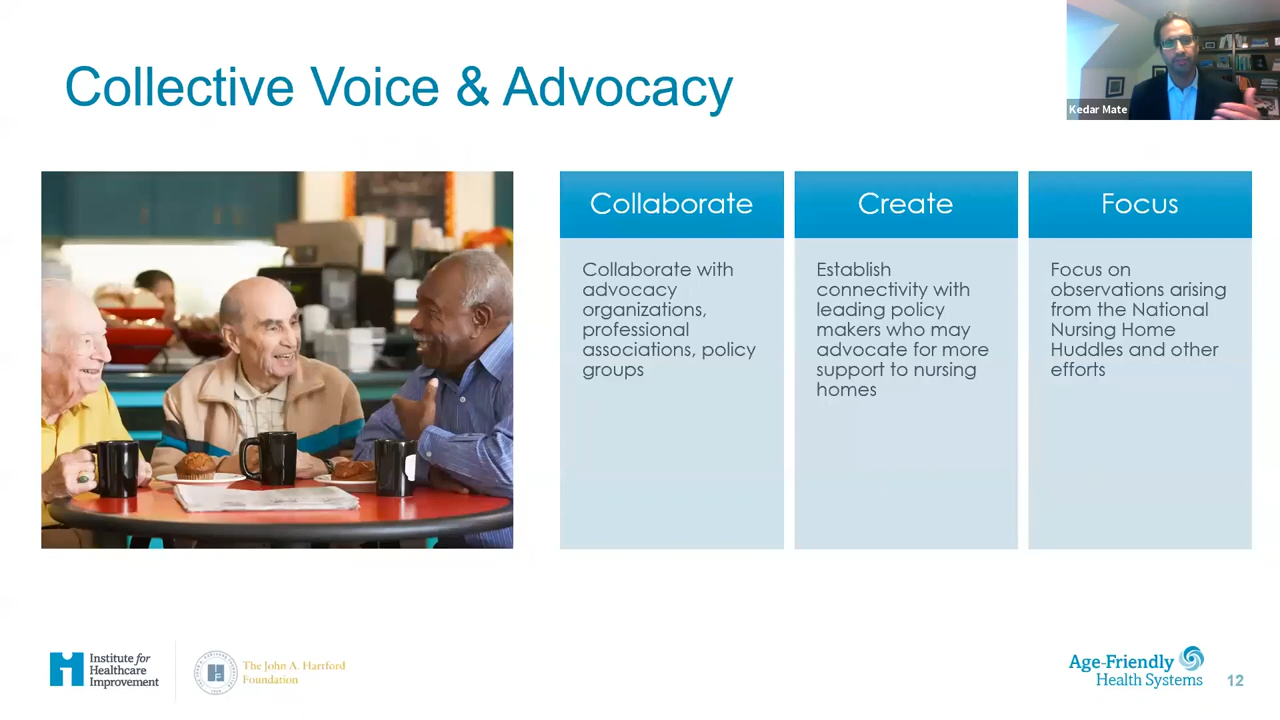 Collective Voice & Advocacy
Kedar Mate
Collaborate
Collaborate with
advocacy
organizations,
professional
associations, policy
groups
Create
Establish
connectivity with
leading policy
makers who may
advocate for more
support to nursing
homes
Focus
Focus on
observations arising
from the National
Nursing Home
Huddles and other
efforts
Institute for
Healthcare
Improvement
The John A. Hartford
Foundation
Age-Friendly
Health Systems
12